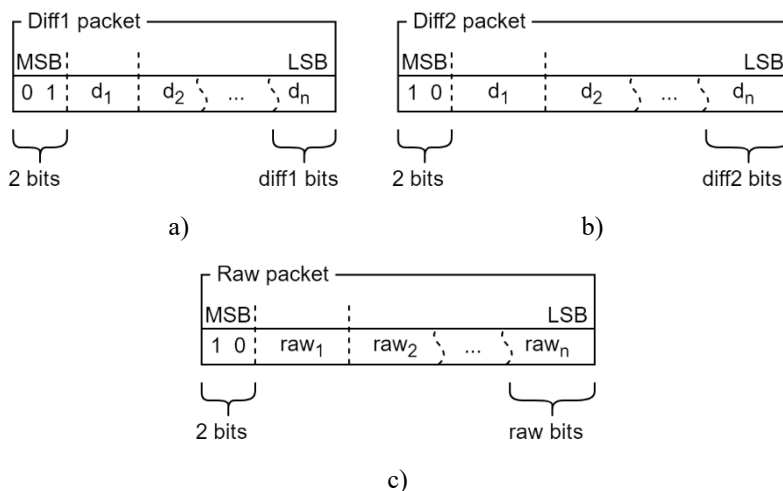 Diff1 packet
MSB LSB
0 1 d1 d2 ... dn
2 bits diff1 bits
a)
Diff2 packet
MSB LSB
1 0 d1 d2 ... dn
2 bits diff2 bits
b)
Raw packet
MSB LSB
1 0 raw1 raw2 ... rawn
2 bits raw bits
c)